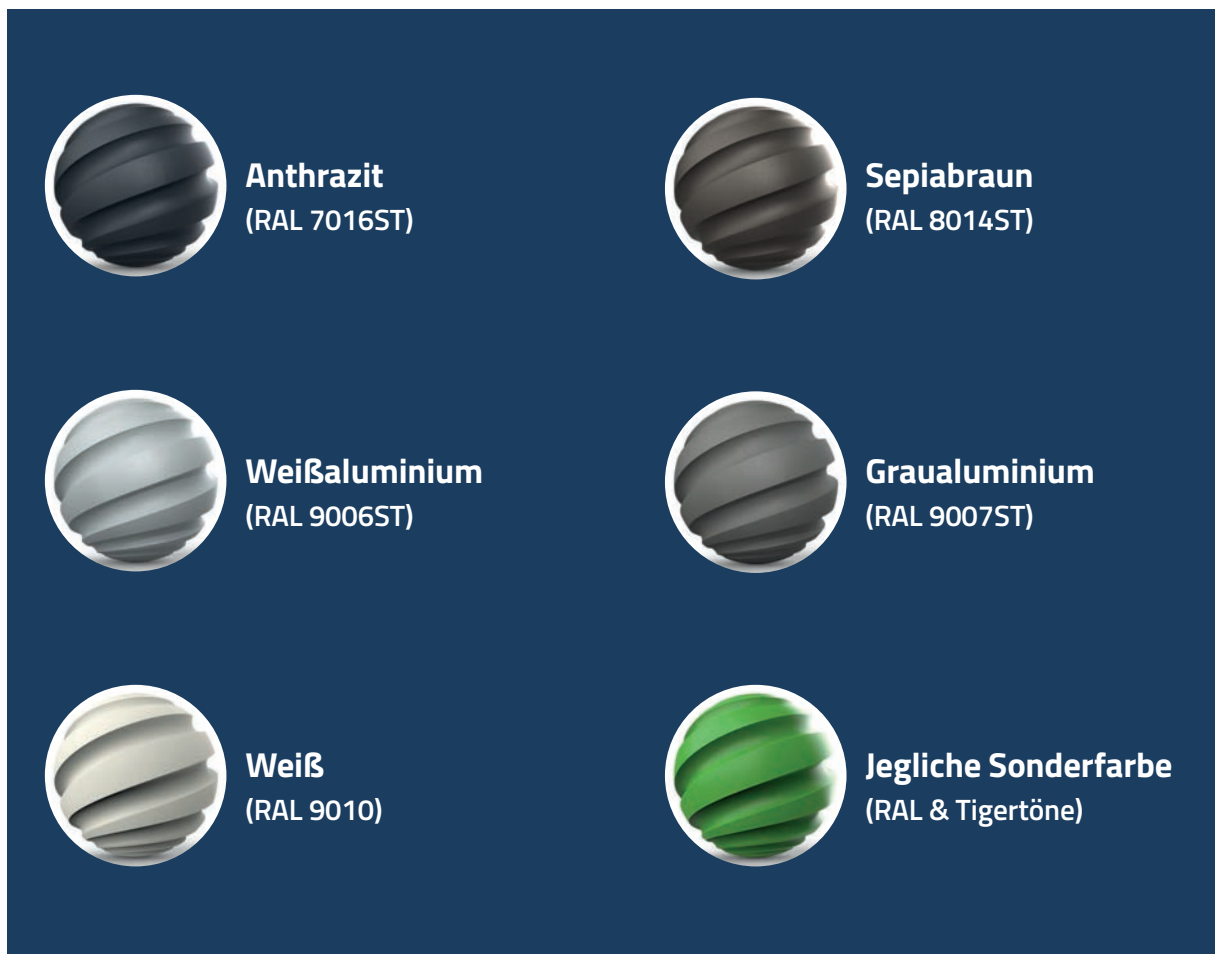 Anthrazit
(RAL 7016ST)
Sepiabraun
(RAL 8014ST)
Weißaluminium
(RAL 9006ST)
Graualuminium
(RAL 9007ST)
Weiß
(RAL 9010)
Jegliche Sonderfarbe
(RAL & Tigertöne)